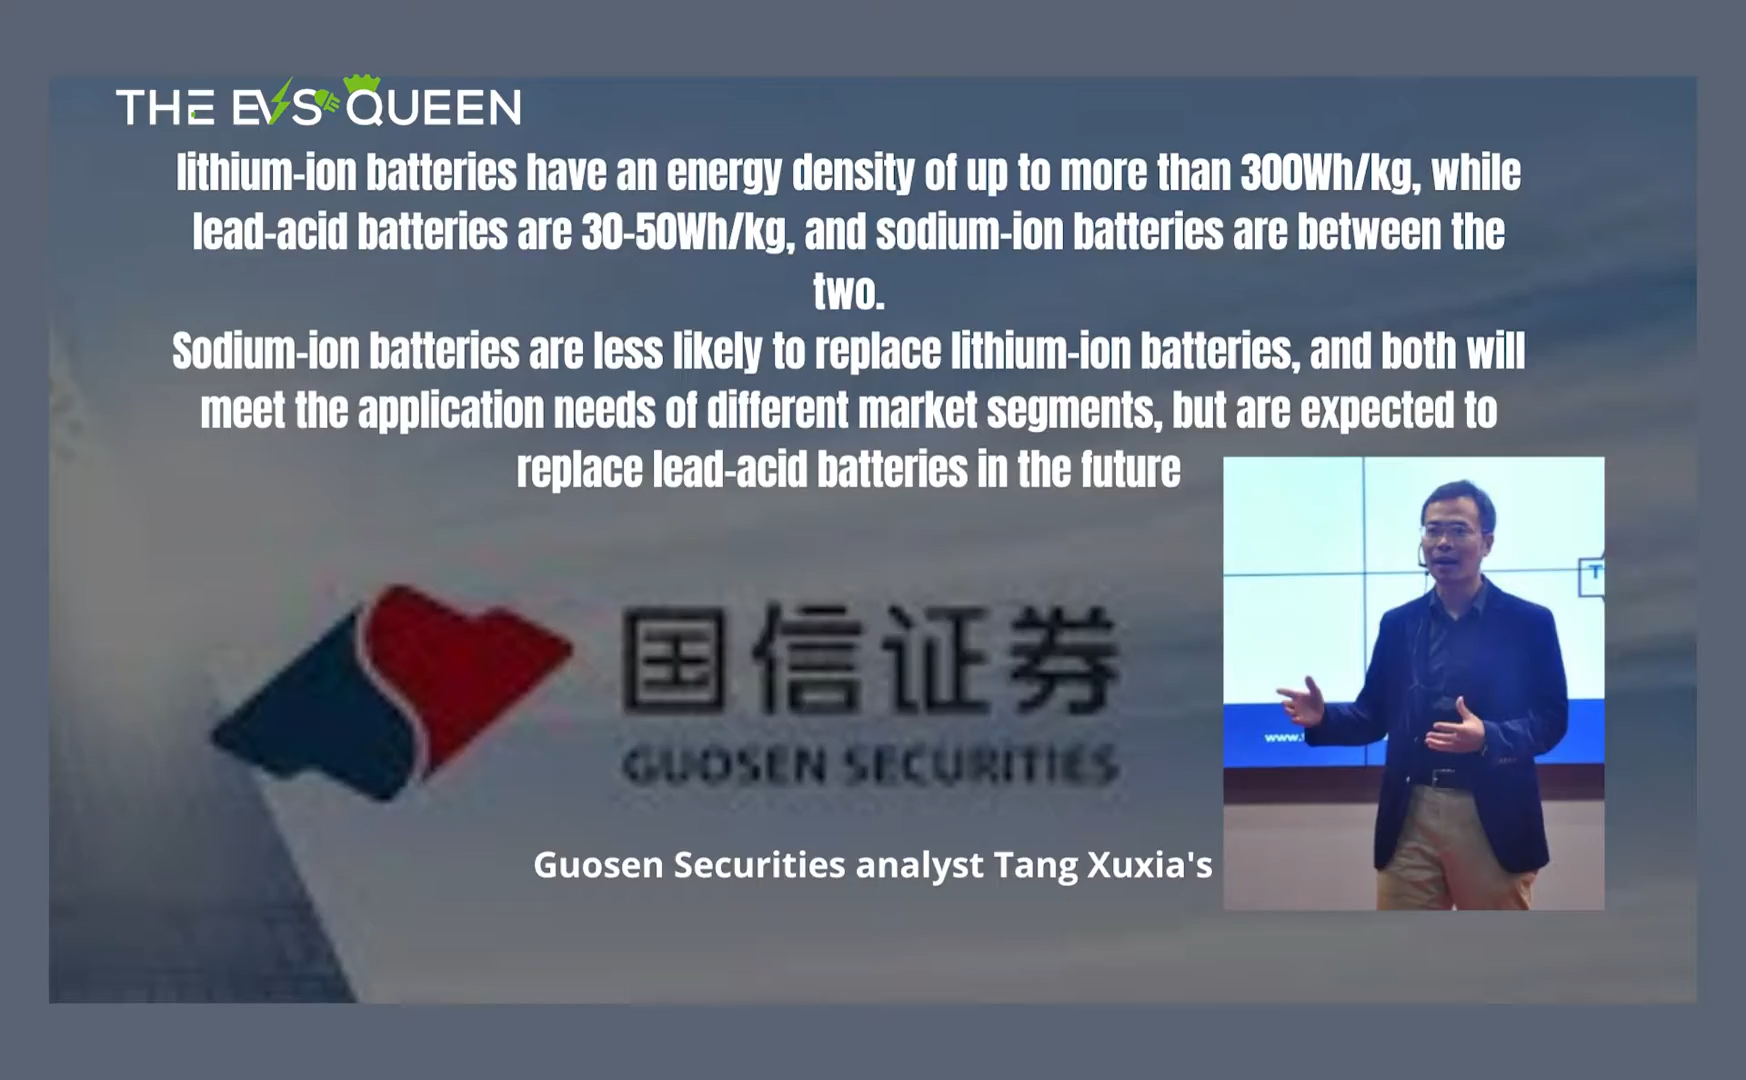 THE EVS QUEEN
lithium-ion batteries have an energy density of up to more than 300Wh/kg, while
lead-acid batteries are 30-50Wh/kg, and sodium-ion batteries are between the
two.
Sodium-ion batteries are less likely to replace lithium-ion batteries, and both will
meet the application needs of different market segments, but are expected to
replace lead-acid batteries in the future
国信证券
GUOSEN SECURITIES
T
www.
Guosen Securities analyst Tang Xuxia's